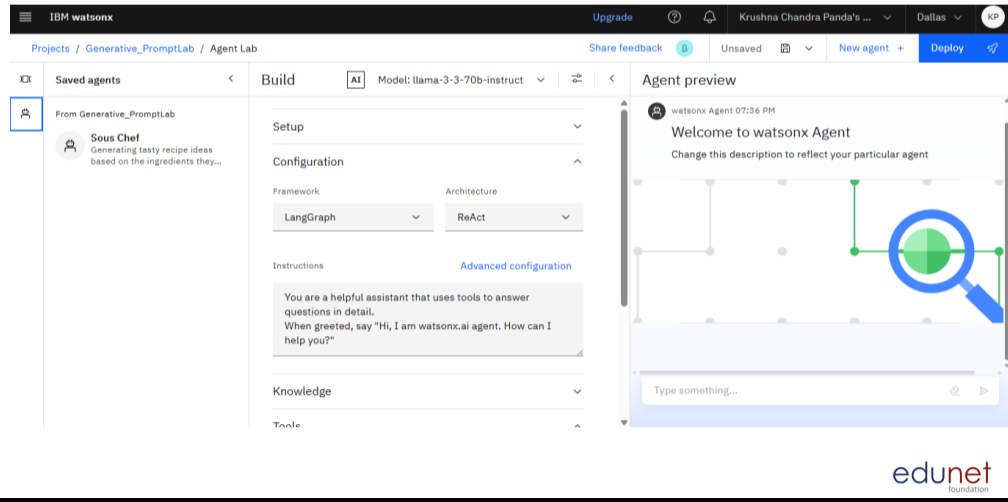 IBM watsonx
Upgrade
Krushna Chandra Panda's ...
Dallas
KP
Projects / Generative_PromptLab / Agent Lab
Share feedback
β
Unsaved
New agent +
Deploy
Saved agents
From Generative_PromptLab
Sous Chef
Generating tasty recipe ideas
based on the ingredients they...
Build
AI
Model: llama-3-3-70b-instruct
Setup
Configuration
Framework
Architecture
LangGraph
ReAct
Instructions
Advanced configuration
You are a helpful assistant that uses tools to answer
questions in detail.
When greeted, say "Hi, I am watsonx.ai agent. How can I
help you?"
Knowledge
Tools
Agent preview
watsonx Agent 07:36 PM
Welcome to watsonx Agent
Change this description to reflect your particular agent
Type something...
edunet
foundation